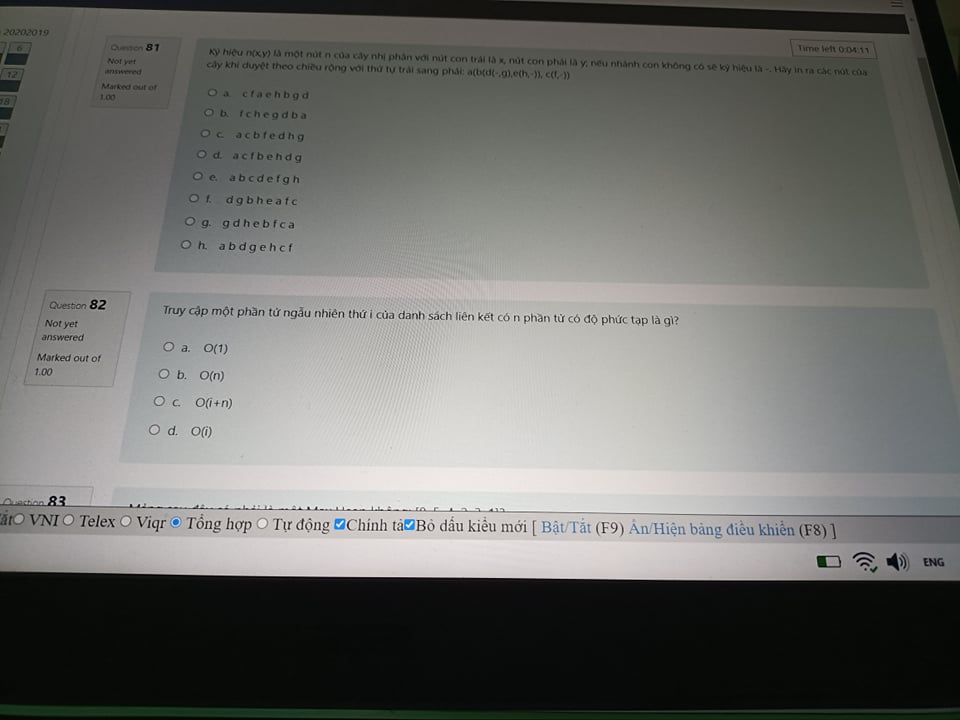 20202019
6
12
18
Question 81
Not yet
answered
Marked out of
1.00
Time left 0:04:11
Ký hiệu n(x,y) là một nút n của cây nhị phân với nút con trái là x, nút con phải là y; nếu nhánh con không có sẽ ký hiệu là -. Hãy in ra các nút của
cây khi duyệt theo chiều rộng với thứ tự trái sang phải: a(b(d(-,g),e(h,-)), c(f,-))
a. c f a e h b g d
b. f c h e g d b a
c. a c b f e d h g
d. a c f b e h d g
e. a b c d e f g h
f. d g b h e a f c
g. g d h e b f c a
h. a b d g e h c f
Question 82
Not yet
answered
Marked out of
1.00
Truy cập một phần tử ngẫu nhiên thứ i của danh sách liên kết có n phần tử có độ phức tạp là gì?
a. O(1)
b. O(n)
c. O(i+n)
d. O(i)
Question 83
VNI Telex Viqr Tổng hợp Tự động Chính tả Bỏ dấu kiểu mới [ Bật/Tắt (F9) Ẩn/Hiện bảng điều khiển (F8) ]
ENG